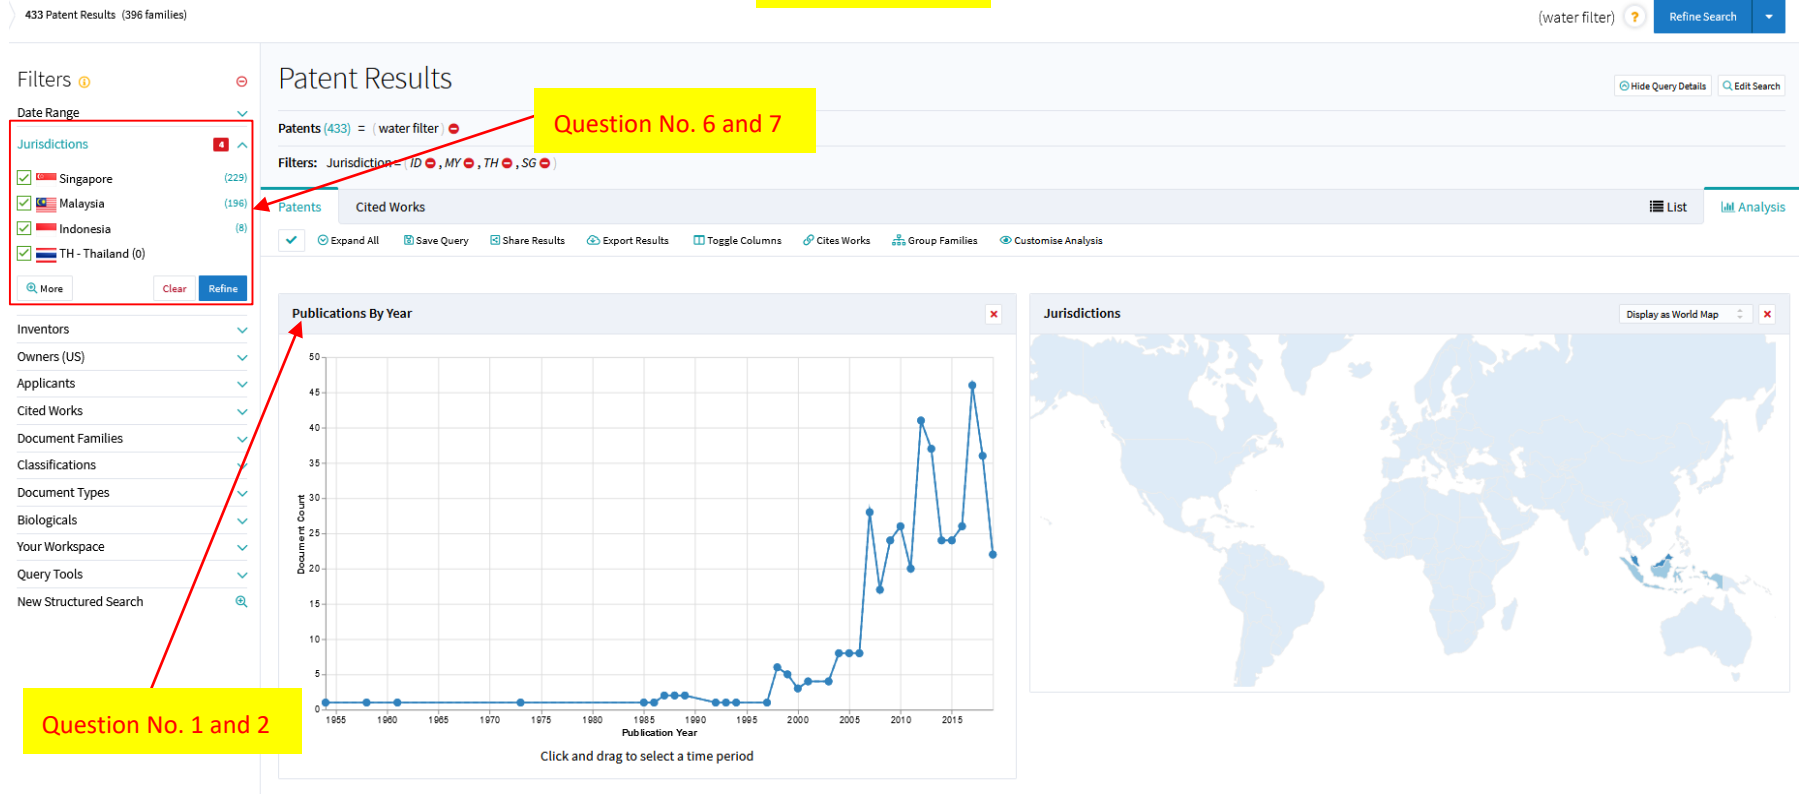 433 Patent Results (396 families)
(water filter) ? Refine Search
Filters
Date Range
Jurisdictions 4
Singapore (229)
Malaysia (196)
Indonesia (8)
TH - Thailand (0)
More Clear Refine
Inventors
Owners (US)
Applicants
Cited Works
Document Families
Classifications
Document Types
Biologicals
Your Workspace
Query Tools
New Structured Search
Question No. 1 and 2
Patent Results
Hide Query Details Edit Search
Patents (433) = ( water filter )
Question No. 6 and 7
Filters: Jurisdiction = ( ID , MY , TH , SG )
Patents Cited Works List Analysis
Expand All Save Query Share Results Export Results Toggle Columns Cites Works Group Families Customise Analysis
Publications By Year
50
45
40
35
30
25
20
15
10
5
0
Document Count
1955 1960 1965 1970 1975 1980 1985 1990 1995 2000 2005 2010 2015
Publication Year
Click and drag to select a time period
Jurisdictions Display as World Map